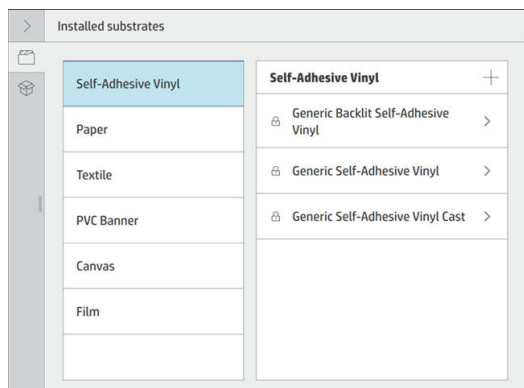 Installed substrates
Self-Adhesive Vinyl
Paper
Textile
PVC Banner
Canvas
Film
Self-Adhesive Vinyl
Generic Backlit Self-Adhesive
Vinyl
Generic Self-Adhesive Vinyl
Generic Self-Adhesive Vinyl Cast